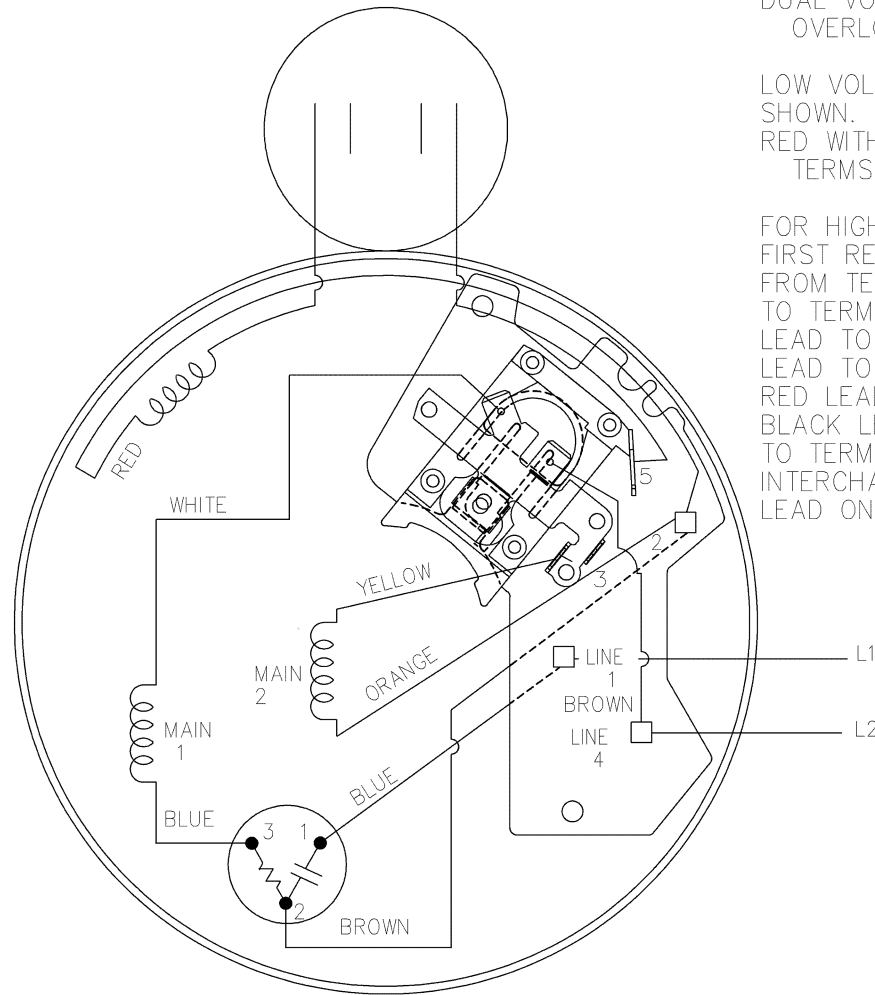 DUAL VO
OVERLO
LOW VOL
SHOWN.
RED WITH
TERMS
FOR HIGH
FIRST RE
FROM TE
TO TERM
LEAD TO
LEAD TO
RED LEA
BLACK LE
TO TERM
INTERCHA
LEAD ON
RED
WHITE
5
2
YELLOW
3
MAIN
2
ORANGE
LINE
1
L1
BROWN
MAIN
1
LINE
4
L2
BLUE
BLUE
3
1
2
BROWN